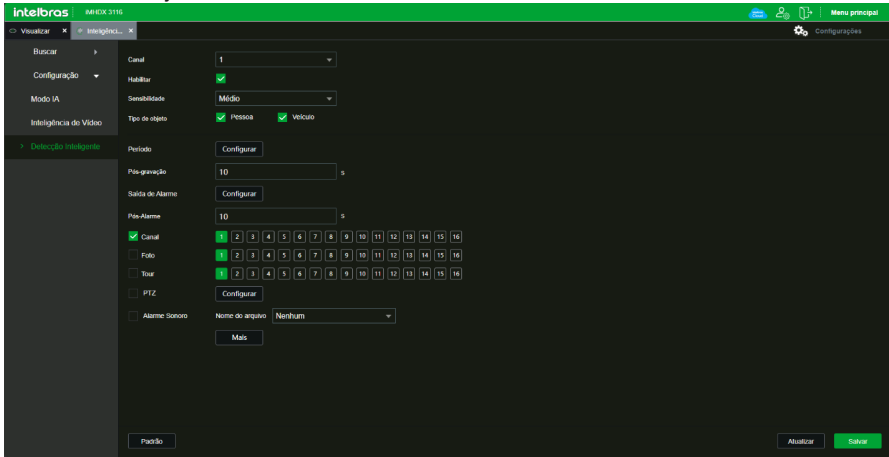 intelbras iMHDX 3116 Menu principal
Visualizar × Inteligênci... × Configurações
Buscar
Configuração
Modo IA
Inteligência de Vídeo
Detecção Inteligente
Canal 1
Habilitar
Sensibilidade Médio
Tipo de objeto Pessoa Veículo
Período Configurar
Pós-gravação 10 s
Saída de Alarme Configurar
Pós-Alarme 10 s
Canal 1 2 3 4 5 6 7 8 9 10 11 12 13 14 15 16
Foto 1 2 3 4 5 6 7 8 9 10 11 12 13 14 15 16
Tour 1 2 3 4 5 6 7 8 9 10 11 12 13 14 15 16
PTZ Configurar
Alarme Sonoro Nome do arquivo Nenhum
Mais
Padrão Atualizar Salvar